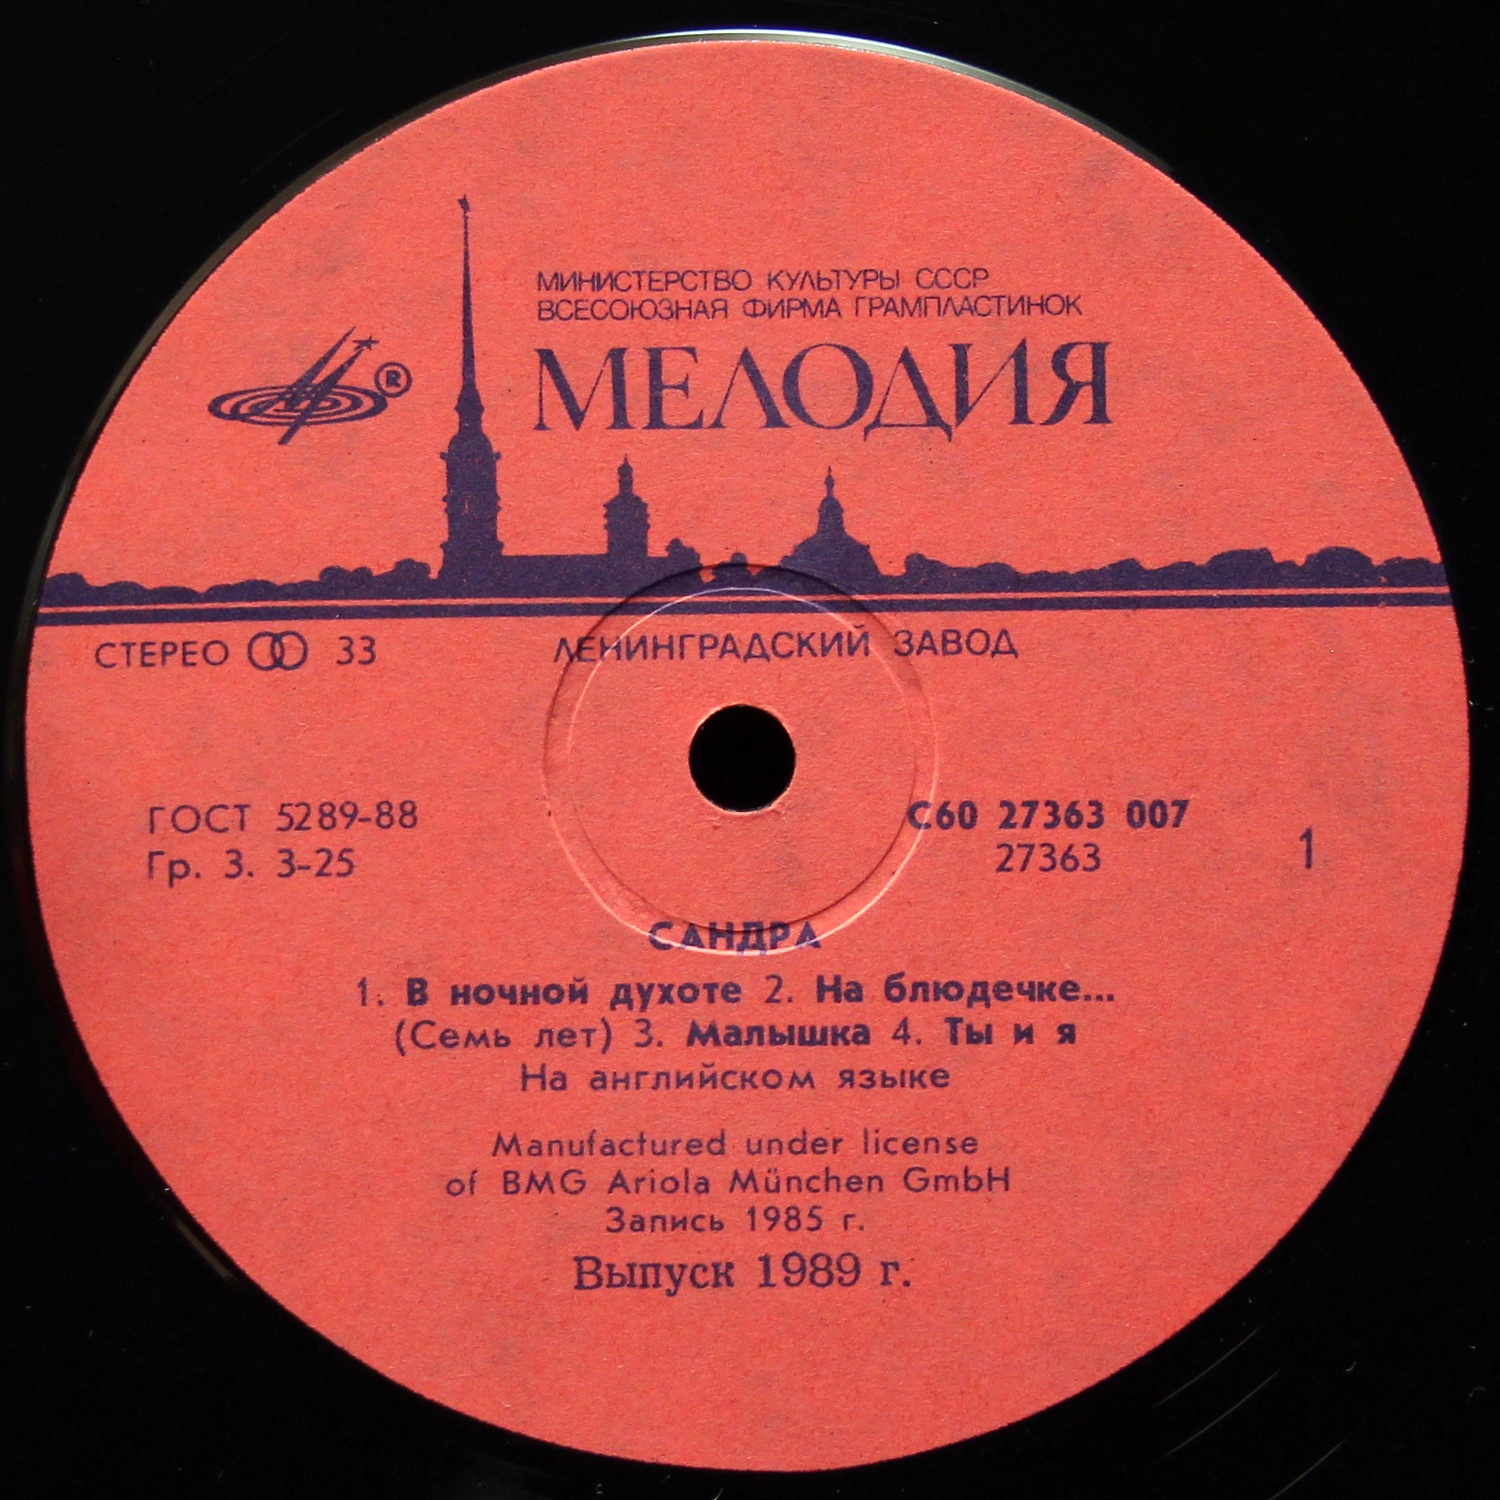 МИНИСТЕРСТВО КУЛЬТУРЫ СССР
ВСЕСОЮЗНАЯ ФИРМА ГРАМПЛАСТИНОК
МЕЛОДИЯ
®
СТЕРЕО 33
ЛЕНИНГРАДСКИЙ ЗАВОД
ГОСТ 5289-88
Гр. 3. 3-25
С60 27363 007
27363
1
САНДРА
1. В ночной духоте 2. На блюдечке...
(Семь лет) 3. Малышка 4. Ты и я
На английском языке
Manufactured under license
of BMG Ariola München GmbH
Запись 1985 г.
Выпуск 1989 г.